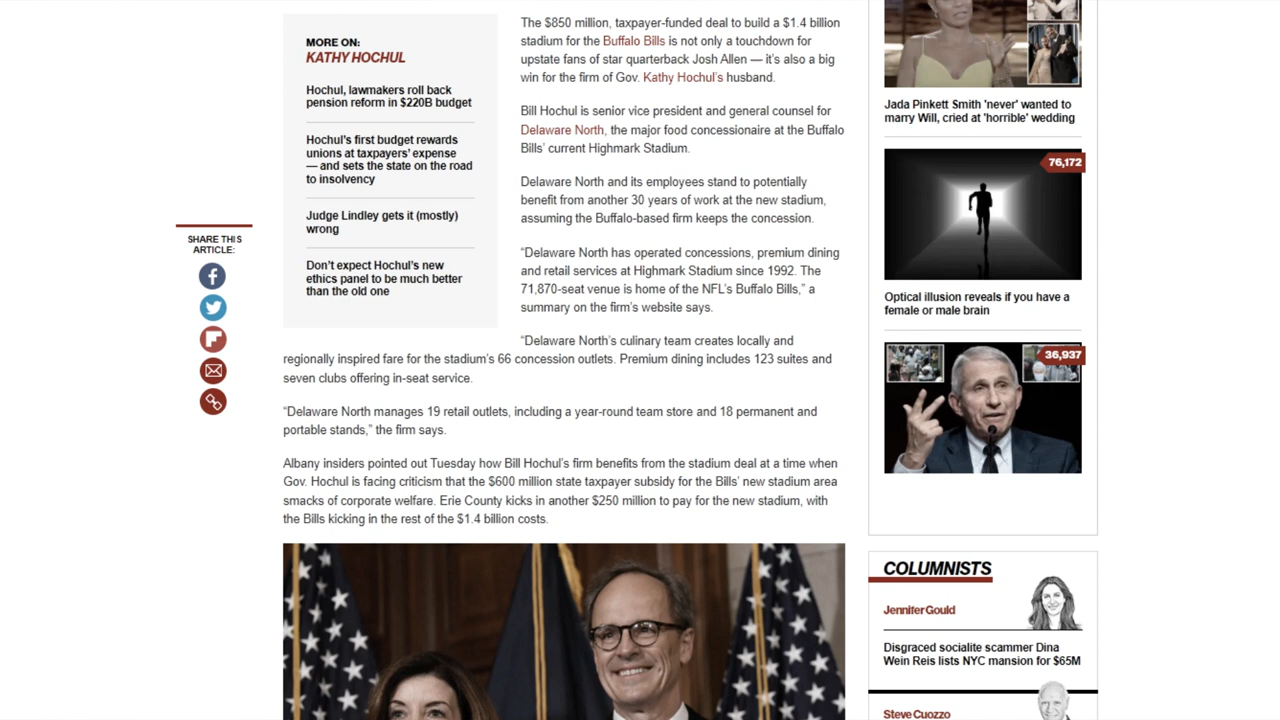 MORE ON:
KATHY HOCHUL
Hochul, lawmakers roll back
pension reform in $220B budget
Hochul’s first budget rewards
unions at taxpayers’ expense
— and sets the state on the road
to insolvency
Judge Lindley gets it (mostly)
wrong
Don’t expect Hochul’s new
ethics panel to be much better
than the old one
SHARE THIS
ARTICLE:
The $850 million, taxpayer-funded deal to build a $1.4 billion
stadium for the Buffalo Bills is not only a touchdown for
upstate fans of star quarterback Josh Allen — it’s also a big
win for the firm of Gov. Kathy Hochul’s husband.
Bill Hochul is senior vice president and general counsel for
Delaware North, the major food concessionaire at the Buffalo
Bills’ current Highmark Stadium.
Delaware North and its employees stand to potentially
benefit from another 30 years of work at the new stadium,
assuming the Buffalo-based firm keeps the concession.
“Delaware North has operated concessions, premium dining
and retail services at Highmark Stadium since 1992. The
71,870-seat venue is home of the NFL’s Buffalo Bills,” a
summary on the firm’s website says.
“Delaware North’s culinary team creates locally and
regionally inspired fare for the stadium’s 66 concession outlets. Premium dining includes 123 suites and
seven clubs offering in-seat service.
“Delaware North manages 19 retail outlets, including a year-round team store and 18 permanent and
portable stands,” the firm says.
Albany insiders pointed out Tuesday how Bill Hochul’s firm benefits from the stadium deal at a time when
Gov. Hochul is facing criticism that the $600 million state taxpayer subsidy for the Bills’ new stadium area
smacks of corporate welfare. Erie County kicks in another $250 million to pay for the new stadium, with
the Bills kicking in the rest of the $1.4 billion costs.
Jada Pinkett Smith 'never' wanted to
marry Will, cried at 'horrible' wedding
76,172
Optical illusion reveals if you have a
female or male brain
36,937
COLUMNISTS
Jennifer Gould
Disgraced socialite scammer Dina
Wein Reis lists NYC mansion for $65M
Steve Cuozzo